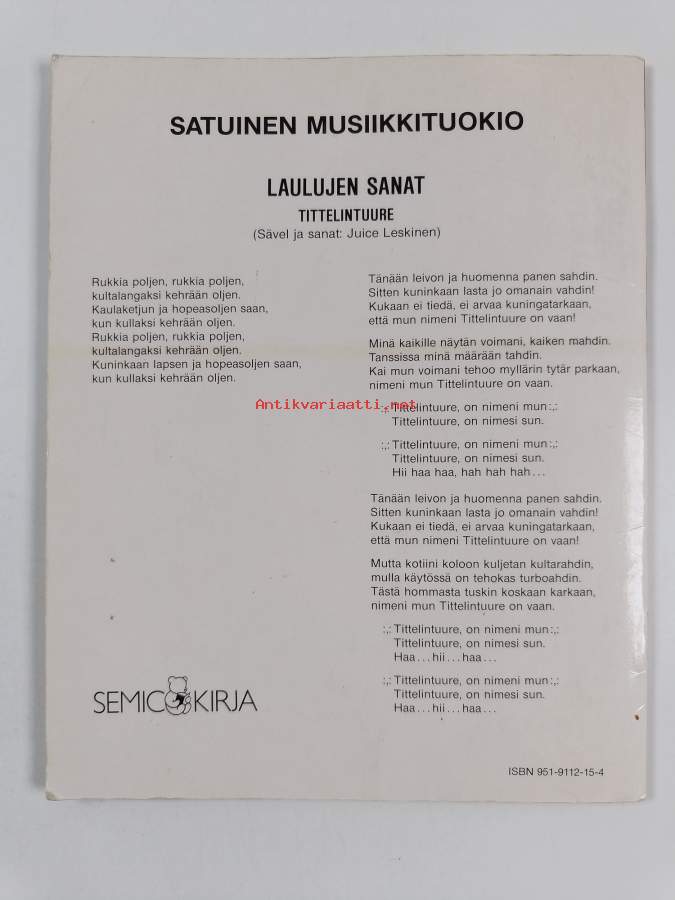 SATUINEN MUSIIKKITUOKIO
LAULUJEN SANAT
TITTELINTUURE
(Sävel ja sanat: Juice Leskinen)
Rukkia poljen, rukkia poljen,
kultalangaksi kehrään oljen.
Kaulaketjun ja hopeasoljen saan,
kun kullaksi kehrään oljen.
Rukkia poljen, rukkia poljen,
kultalangaksi kehrään oljen.
Kuninkaan lapsen ja hopeasoljen saan,
kun kullaksi kehrään oljen.
Tänään leivon ja huomenna panen sahdin.
Sitten kuninkaan lasta jo omanain vahdin!
Kukaan ei tiedä, ei arvaa kuningatarkaan,
että mun nimeni Tittelintuure on vaan!
Minä kaikille näytän voimani, kaiken mahdin.
Tanssissa minä määrään tahdin.
Kai mun voimani tehoo myllärin tytär parkaan,
nimeni mun Tittelintuure on vaan.
Antikvariaatti.net
:,: Tittelintuure, on nimeni mun :,:
Tittelintuure, on nimesi sun.
:,: Tittelintuure, on nimeni mun :,:
Tittelintuure, on nimesi sun.
Hii haa haa, hah hah hah...
Tänään leivon ja huomenna panen sahdin.
Sitten kuninkaan lasta jo omanain vahdin!
Kukaan ei tiedä, ei arvaa kuningatarkaan,
että mun nimeni Tittelintuure on vaan!
Mutta kotiini koloon kuljetan kultarahdin,
mulla käytössä on tehokas turboahdin.
Tästä hommasta tuskin koskaan karkaan,
nimeni mun Tittelintuure on vaan.
:,: Tittelintuure, on nimeni mun :,:
Tittelintuure, on nimesi sun.
Haa...hii...haa...
:,: Tittelintuure, on nimeni mun :,:
Tittelintuure, on nimesi sun.
Haa...hii...haa...
SEMIC KIRJA
ISBN 951-9112-15-4